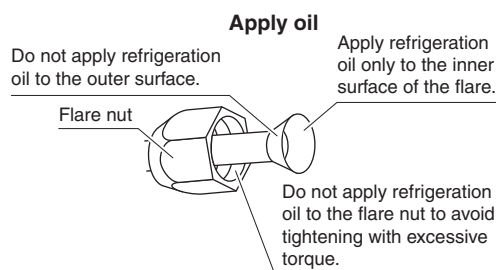 Apply oil
Do not apply refrigeration
oil to the outer surface.
Apply refrigeration
oil only to the inner
surface of the flare.
Flare nut
Do not apply refrigeration
oil to the flare nut to avoid
tightening with excessive
torque.